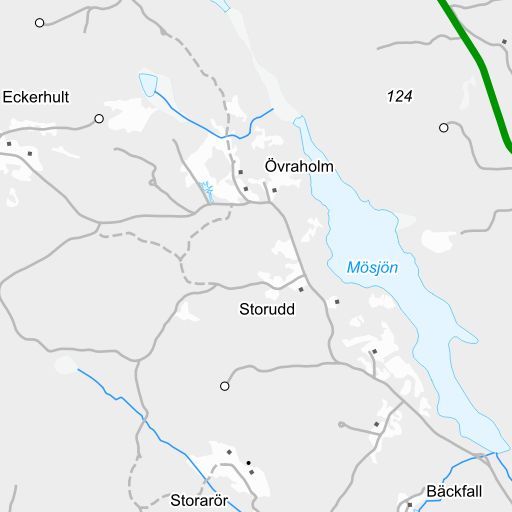 Eckerhult
124
Övraholm
Mösjön
Storudd
Storarör
Bäckfall